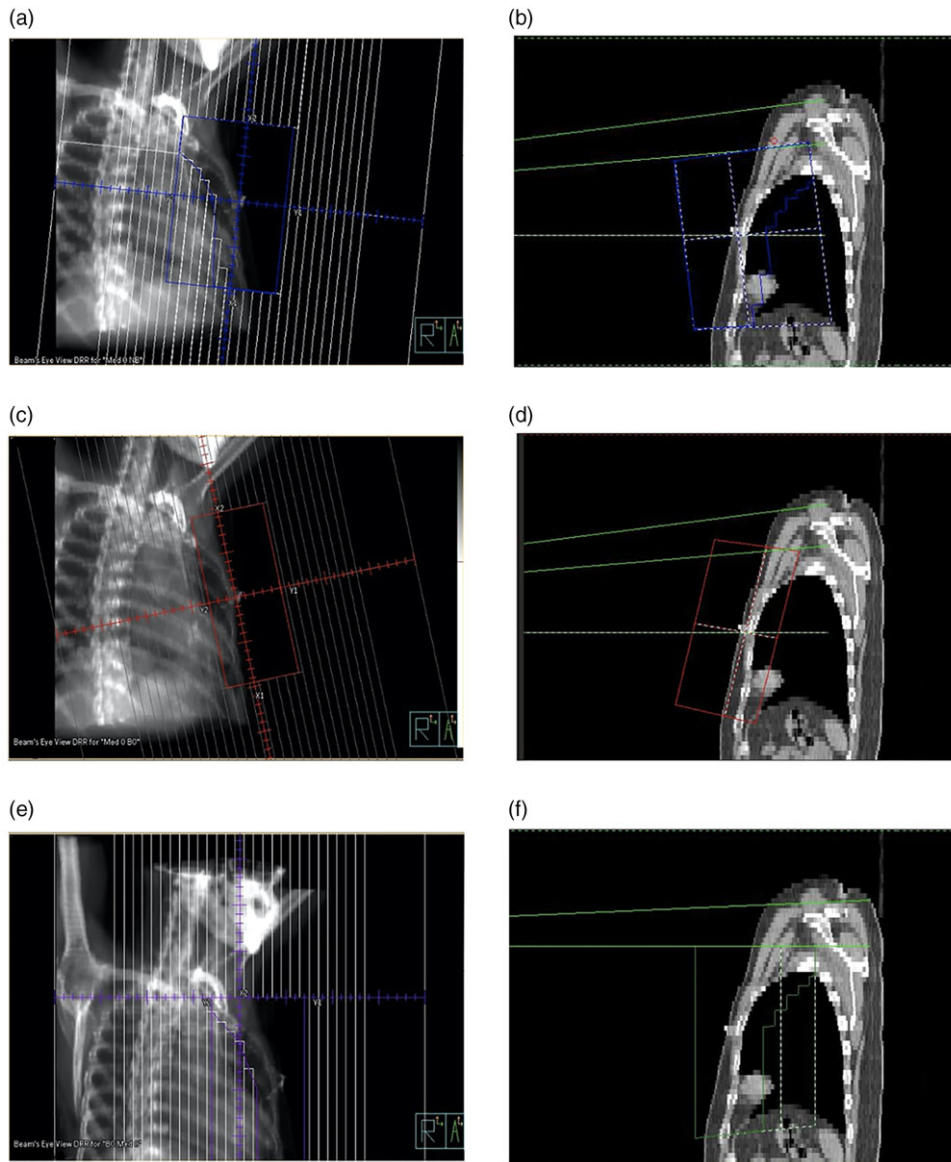 (a)
(b)
X2
Y1
X1
R A
Beam's Eye View DRR for "Med 0 NB"
(c)
(d)
X2
Y2
Y1
X1
R A
Beam's Eye View DRR for "Med 0 B0"
(e)
(f)
X2
Y1
R A